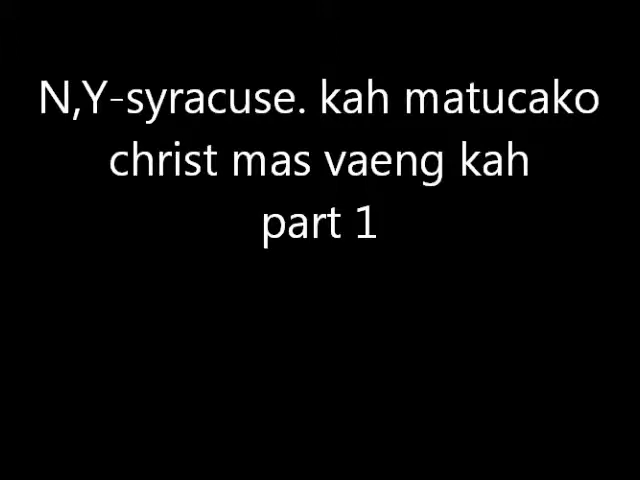 N,Y-syracuse. kah matucako
christ mas vaeng kah
part 1